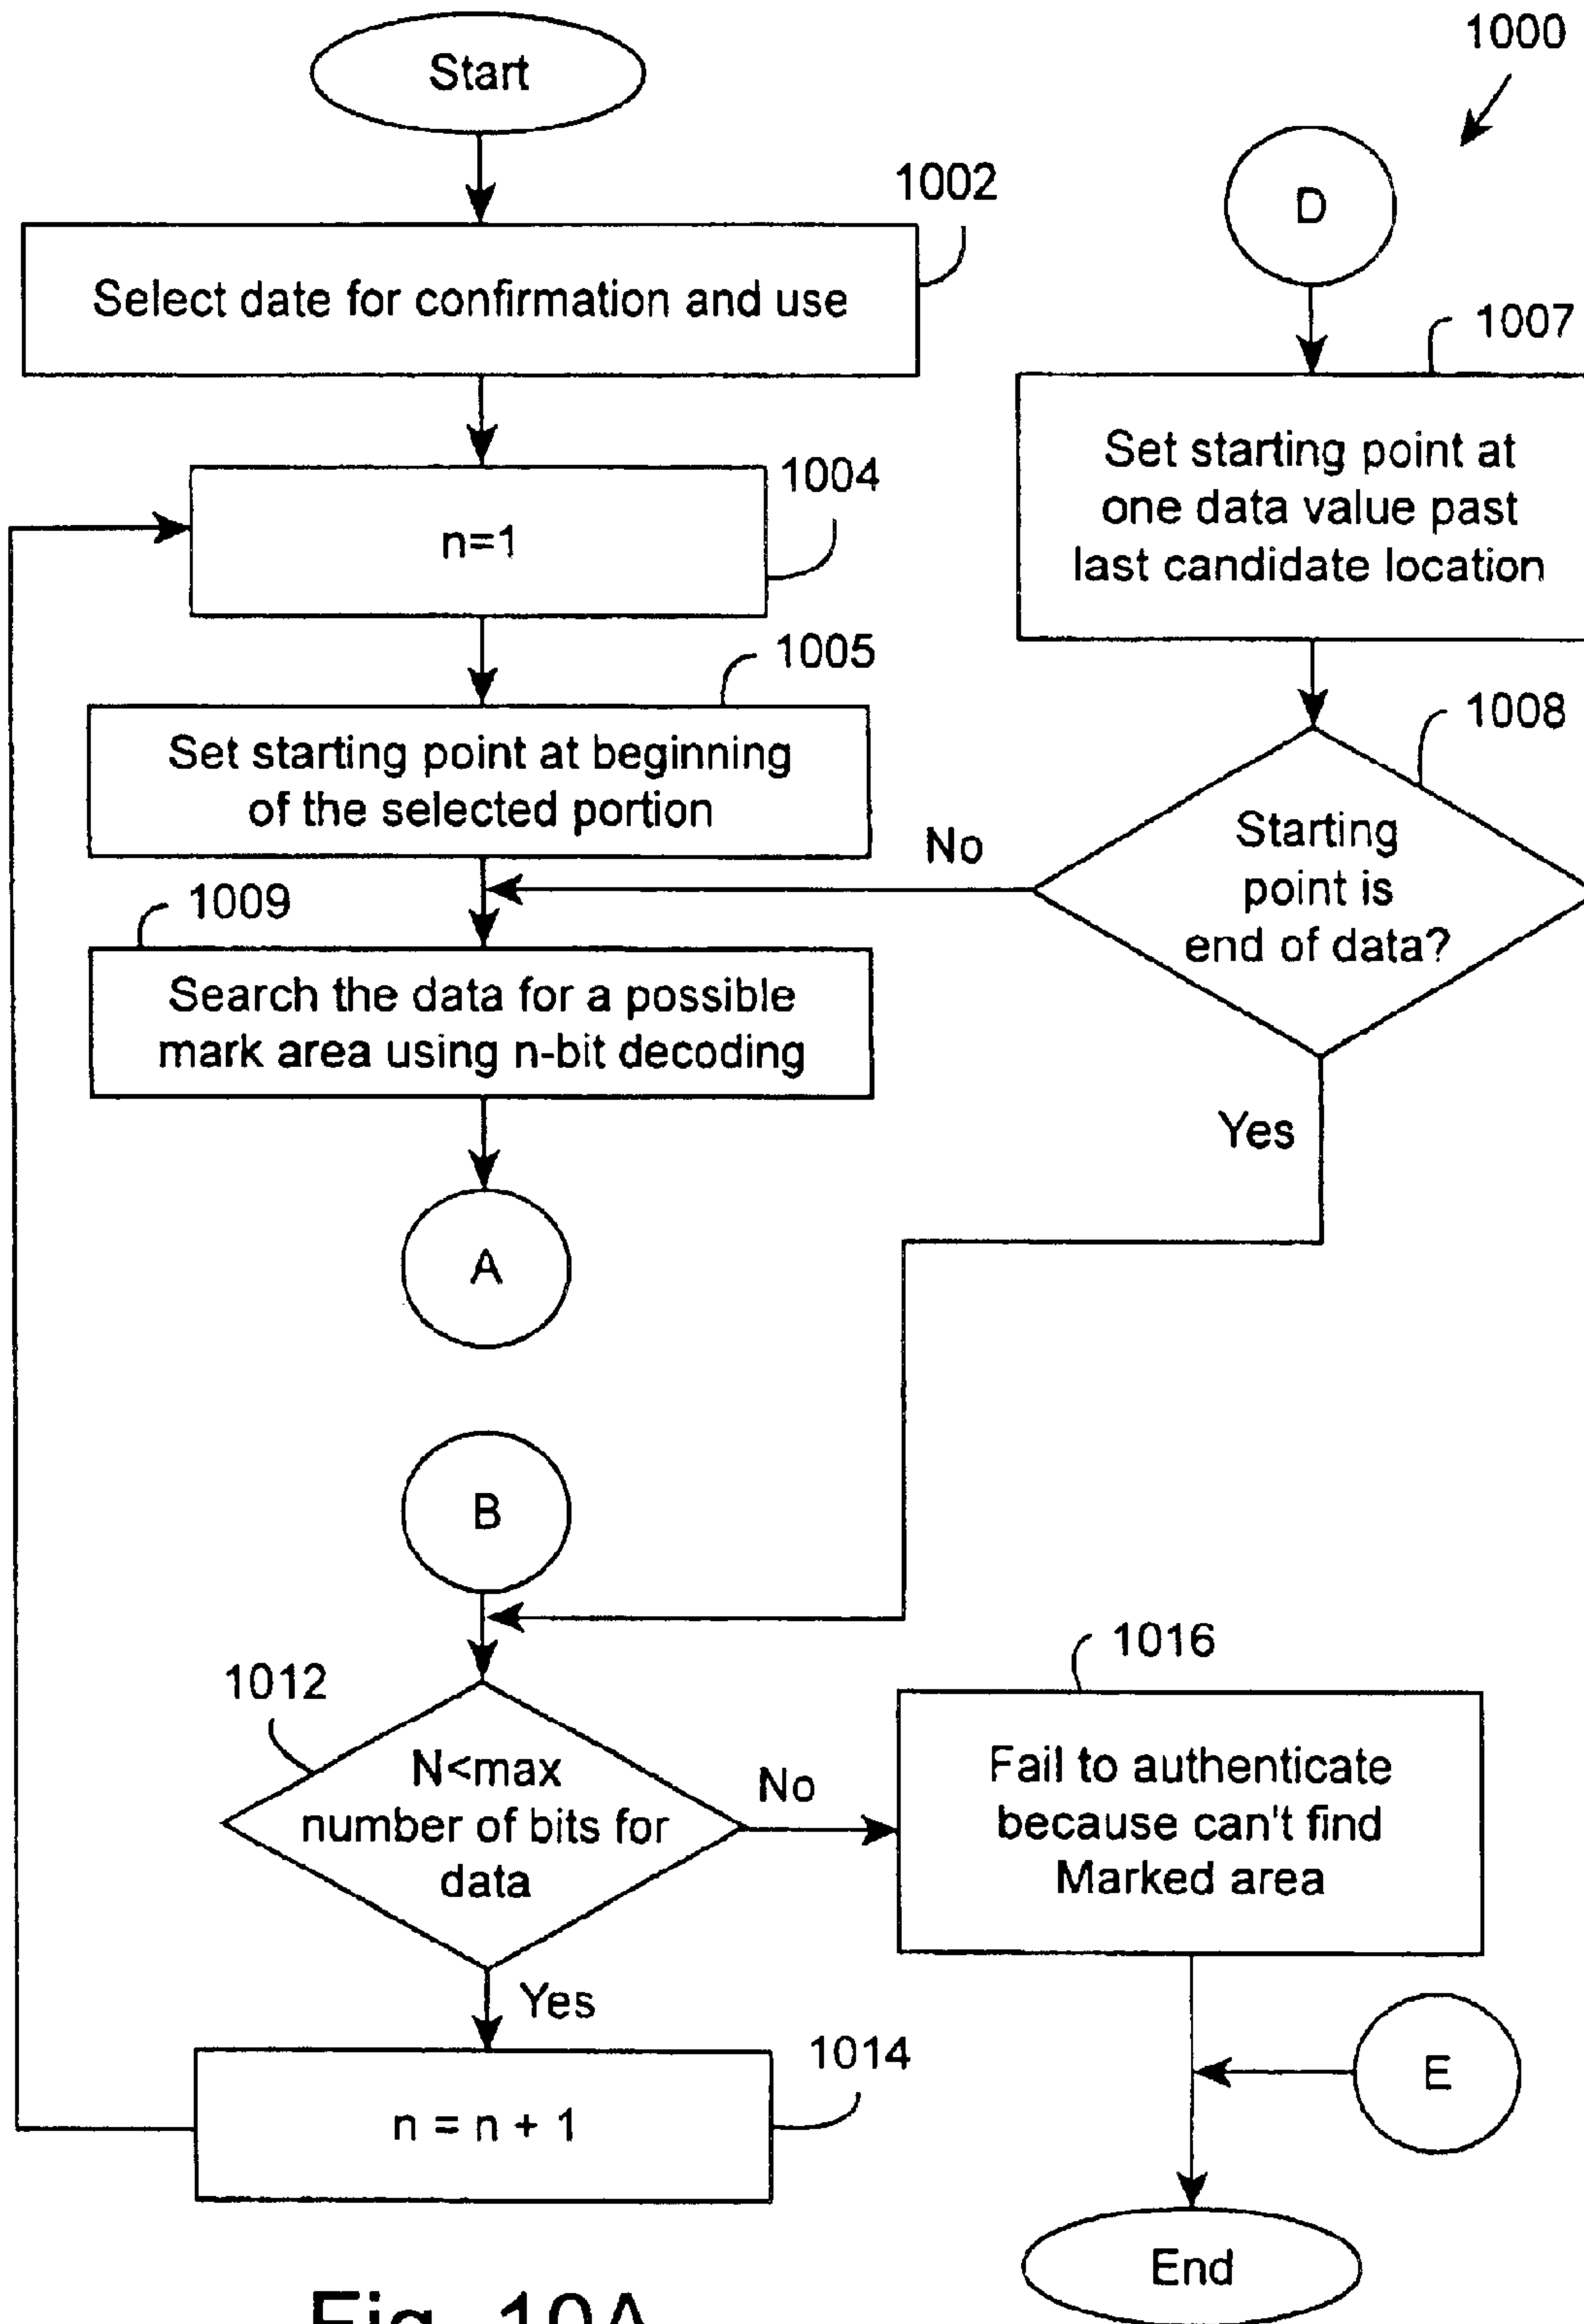 Start
1000
1002
D
Select date for confirmation and use
1007
1004
n=1
Set starting point at
one data value past
last candidate location
1005
Set starting point at beginning
of the selected portion
1008
No
Starting
point is
end of data?
1009
Search the data for a possible
mark area using n-bit decoding
Yes
A
B
1016
1012
N<max
number of bits for
data
No
Fail to authenticate
because can't find
Marked area
Yes
1014
n = n + 1
E
End
Fig. 10A